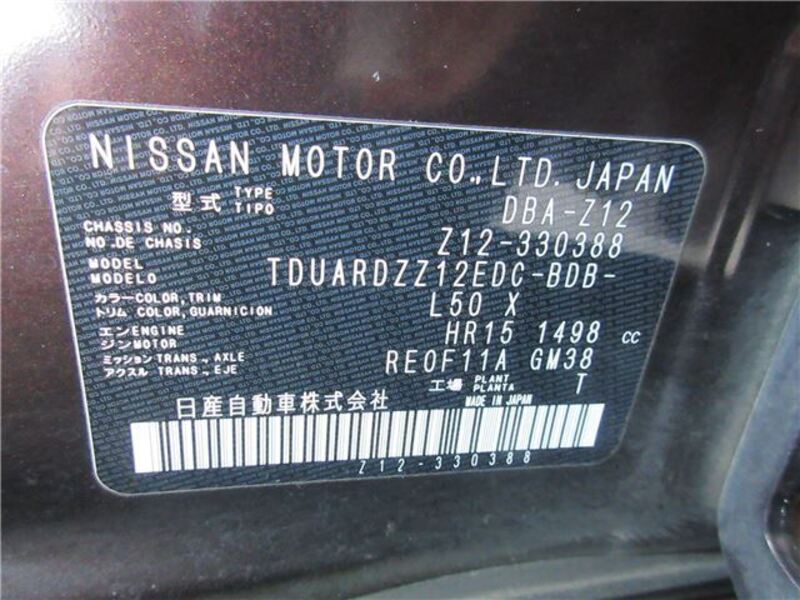 NISSAN MOTOR CO.,LTD. JAPAN
型式 TYPE TIPO DBA-Z12
CHASSIS NO.
NO.DE CHASIS Z12-330388
MODEL
MODELO TDUARDZZ12EDC-BDB-
カラー COLOR,TRIM
トリム COLOR,GUARNICION L50 X
エンジン ENGINE MOTOR HR15 1498 cc
ミッション TRANS.,AXLE
アクスル TRANS.,EJE RE0F11A GM38
工場 PLANT PLANTA T
日産自動車株式会社 MADE IN JAPAN
Z12-330388